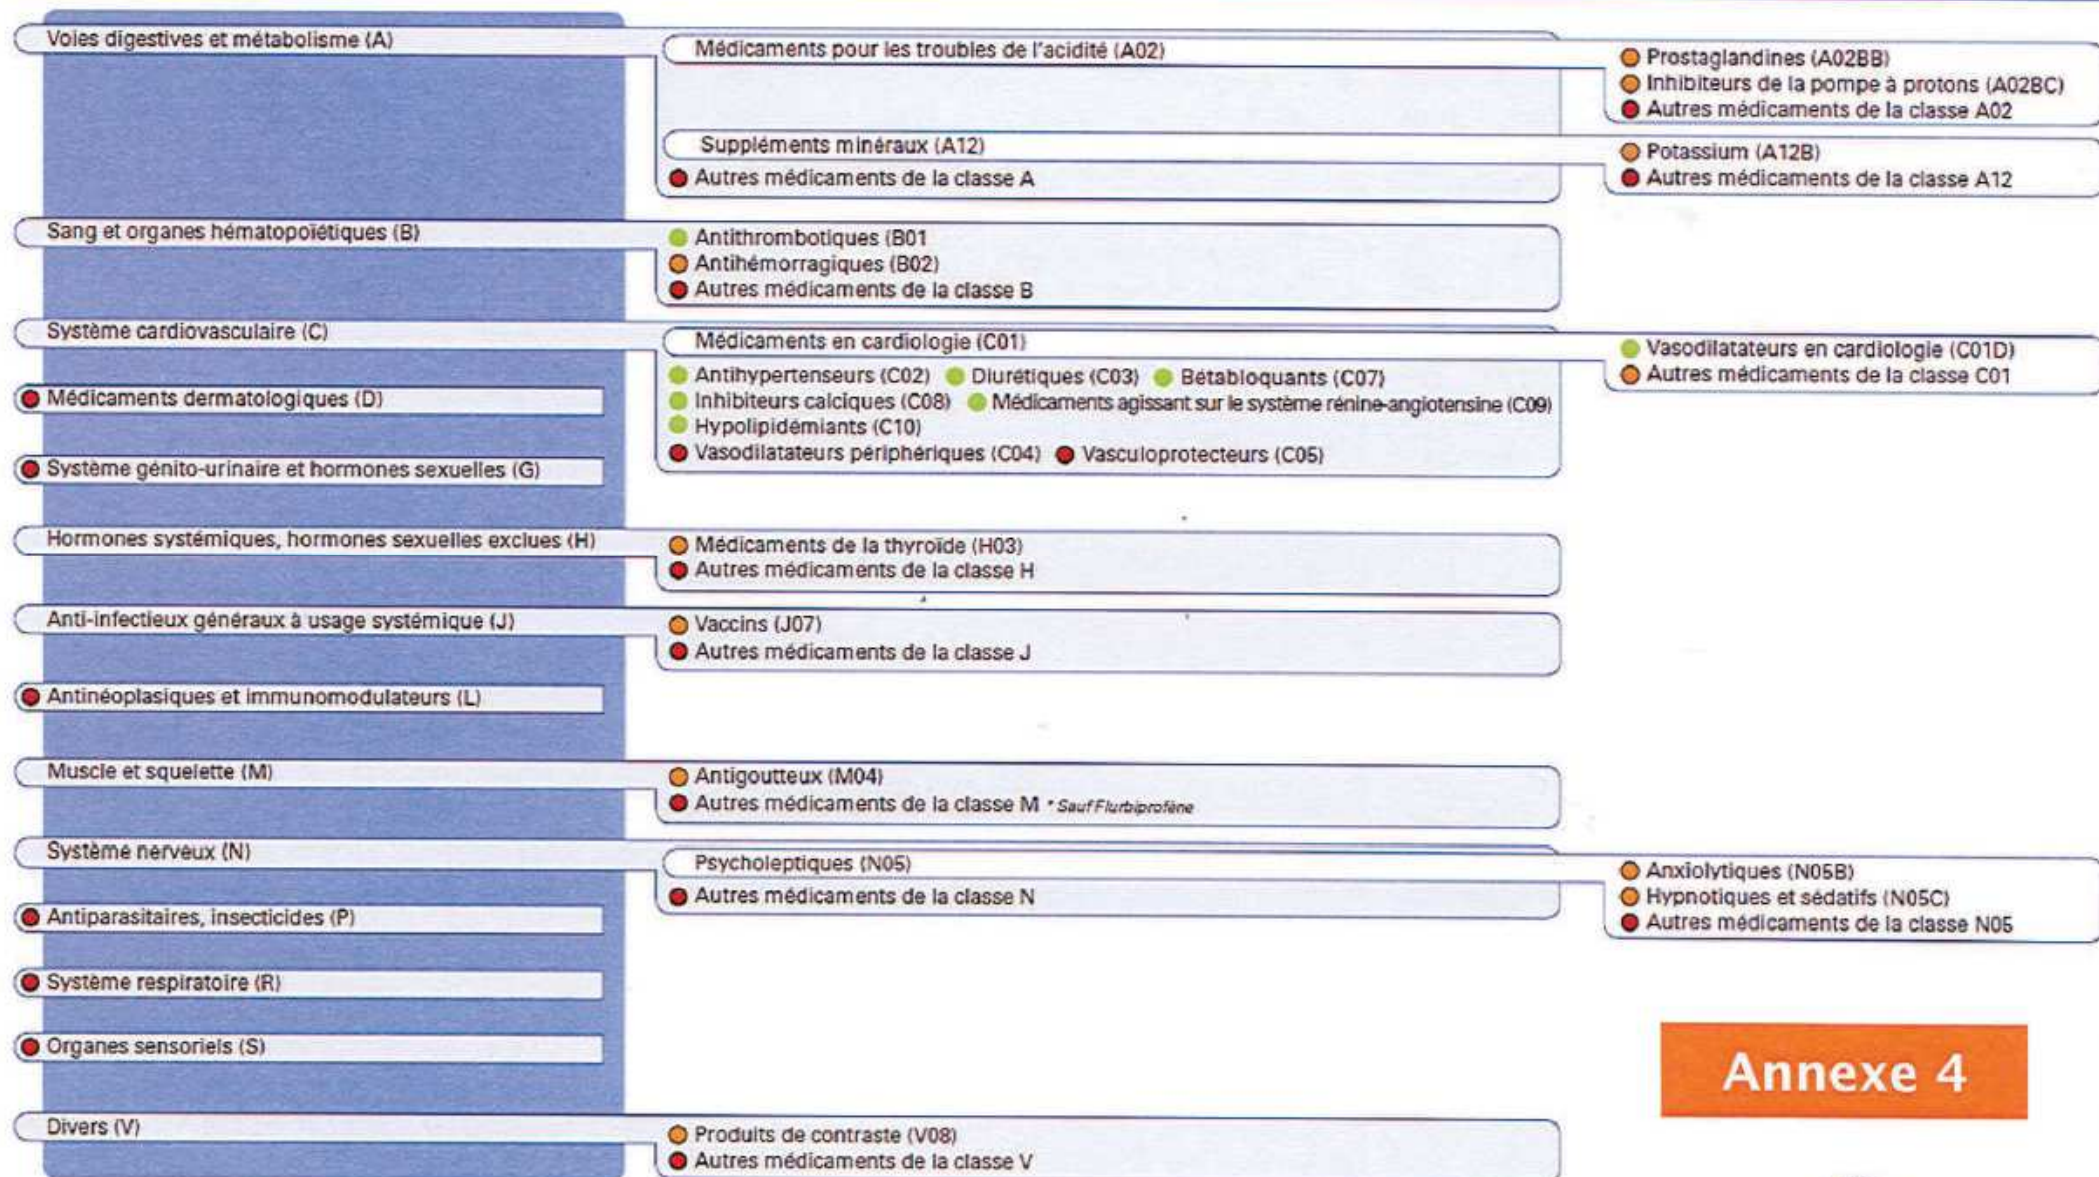 Voies digestives et métabolisme (A)
Médicaments pour les troubles de l'acidité (A02)
Prostaglandines (A02BB)
Inhibiteurs de la pompe à protons (A02BC)
Autres médicaments de la classe A02
Suppléments minéraux (A12)
Potassium (A12B)
Autres médicaments de la classe A12
Autres médicaments de la classe A
Sang et organes hématopoïétiques (B)
Antithrombotiques (B01
Antihémorragiques (B02)
Autres médicaments de la classe B
Système cardiovasculaire (C)
Médicaments en cardiologie (C01)
Vasodilatateurs en cardiologie (C01D)
Autres médicaments de la classe C01
Antihypertenseurs (C02) Diurétiques (C03) Bétabloquants (C07)
Inhibiteurs calciques (C08) Médicaments agissant sur le système rénine-angiotensine (C09)
Hypolipidémiants (C10)
Vasodilatateurs périphériques (C04) Vasculoprotecteurs (C05)
Médicaments dermatologiques (D)
Système génito-urinaire et hormones sexuelles (G)
Hormones systémiques, hormones sexuelles exclues (H)
Médicaments de la thyroïde (H03)
Autres médicaments de la classe H
Anti-infectieux généraux à usage systémique (J)
Vaccins (J07)
Autres médicaments de la classe J
Antinéoplasiques et immunomodulateurs (L)
Muscle et squelette (M)
Antigoutteux (M04)
Autres médicaments de la classe M * Sauf Flurbiprofène
Système nerveux (N)
Psycholeptiques (N05)
Anxiolytiques (N05B)
Hypnotiques et sédatifs (N05C)
Autres médicaments de la classe N05
Autres médicaments de la classe N
Antiparasitaires, insecticides (P)
Système respiratoire (R)
Organes sensoriels (S)
Annexe 4
Divers (V)
Produits de contraste (V08)
Autres médicaments de la classe V